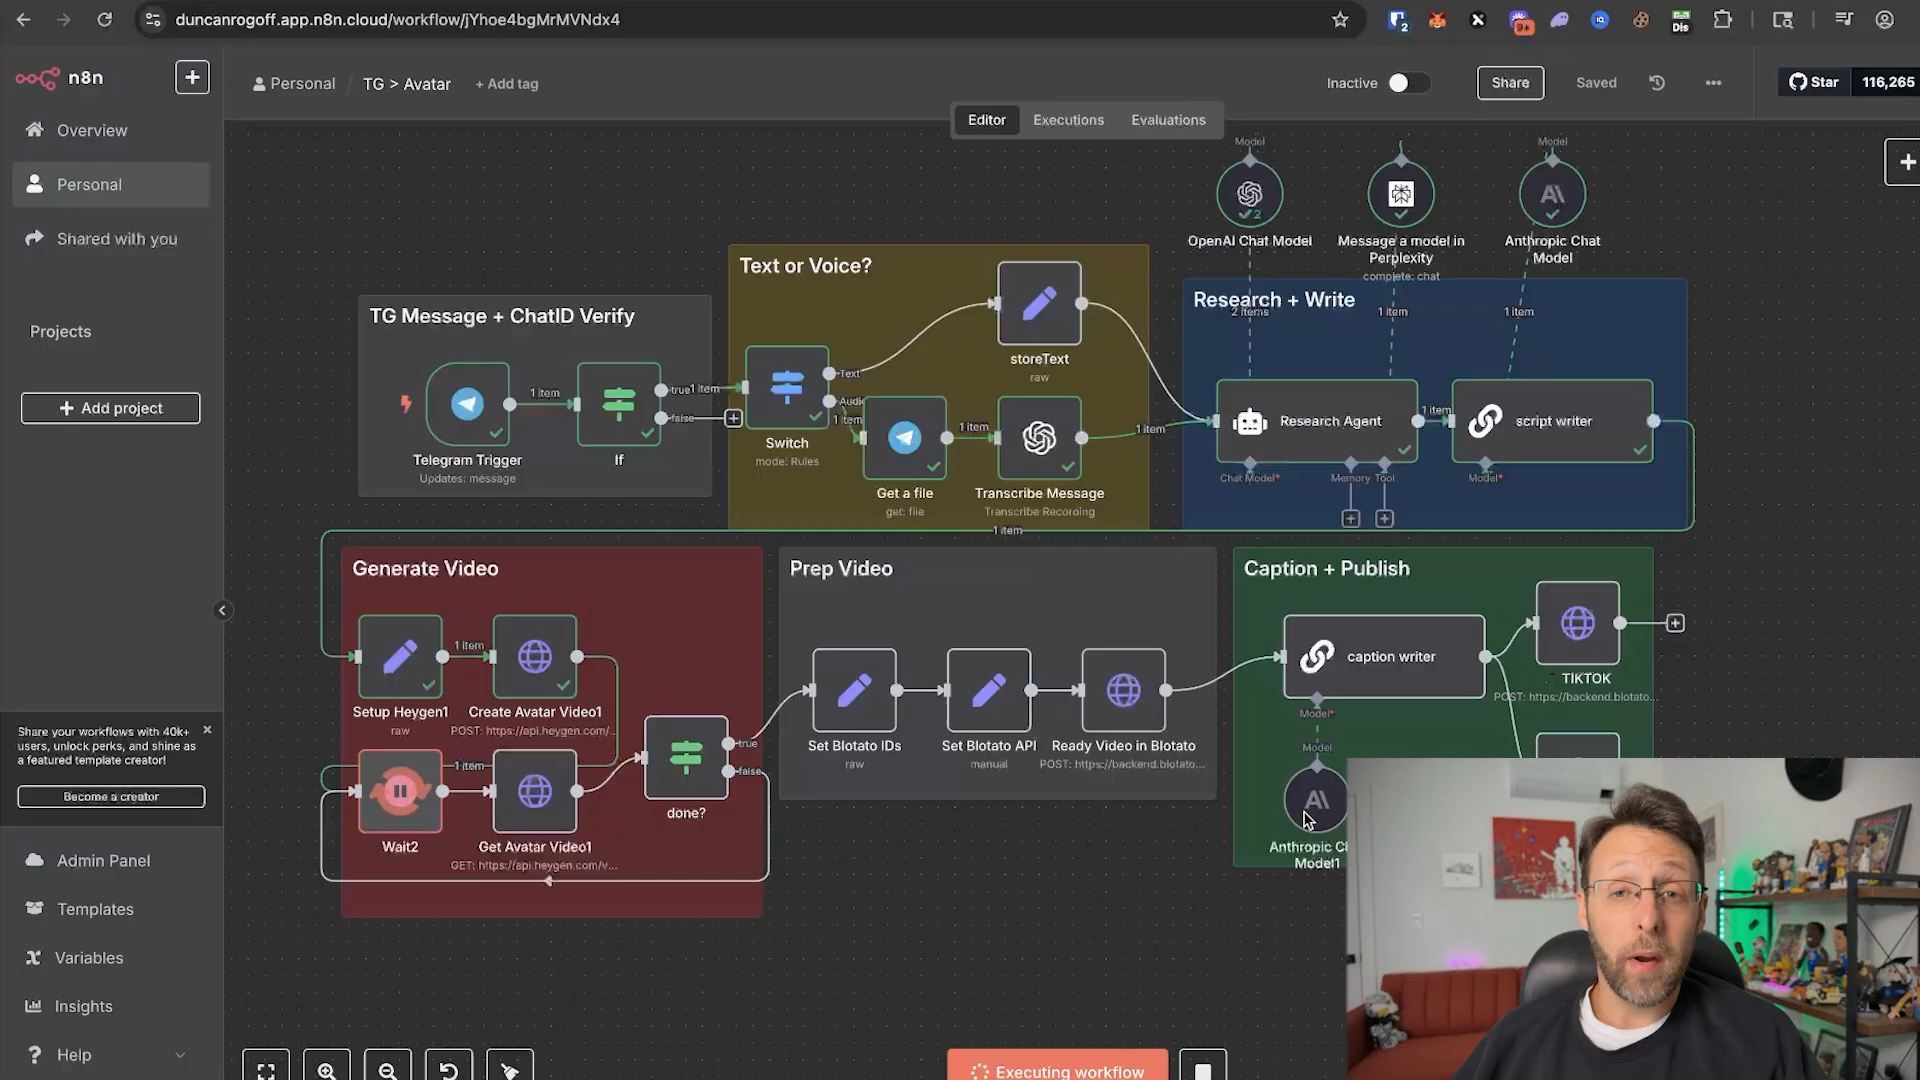 duncanrogoff.app.n8n.cloud/workflow/jYhoe4bgMrMVNdx4
2
9+
Dis
n8n
Personal / TG > Avatar + Add tag
Inactive
Share
Saved
Star 116,265
Editor Executions Evaluations
Overview
Personal
Shared with you
Projects
Add project
Share your workflows with 40k+
users, unlock perks, and shine as
a featured template creator!
Become a creator
Admin Panel
Templates
Variables
Insights
Help
Model
Model
2
OpenAI Chat Model
Message a model in
Perplexity
complete: chat
Anthropic Chat
Model
TG Message + ChatID Verify
1 item
true
1 item
false
Telegram Trigger
Updates: message
If
Text or Voice?
storeText
raw
Text
Audio
1 item
Switch
mode: Rules
1 item
1 item
Get a file
get: file
Transcribe Message
Transcribe Recording
Research + Write
2 items
1 item
1 item
Research Agent
1 item
script writer
Chat Model*
Memory
Tool
Model*
1 item
Generate Video
1 item
Setup Heygen1
raw
Create Avatar Video1
POST: https://api.heygen.com/...
1 item
true
false
Wait2
Get Avatar Video1
GET: https://api.heygen.com/v...
done?
Prep Video
Set Blotato IDs
raw
Set Blotato API
manual
Ready Video in Blotato
POST: https://backend.blotato...
Caption + Publish
caption writer
Model*
Model
TIKTOK
POST: https://backend.blotato...
Anthropic
Model1
Executing workflow